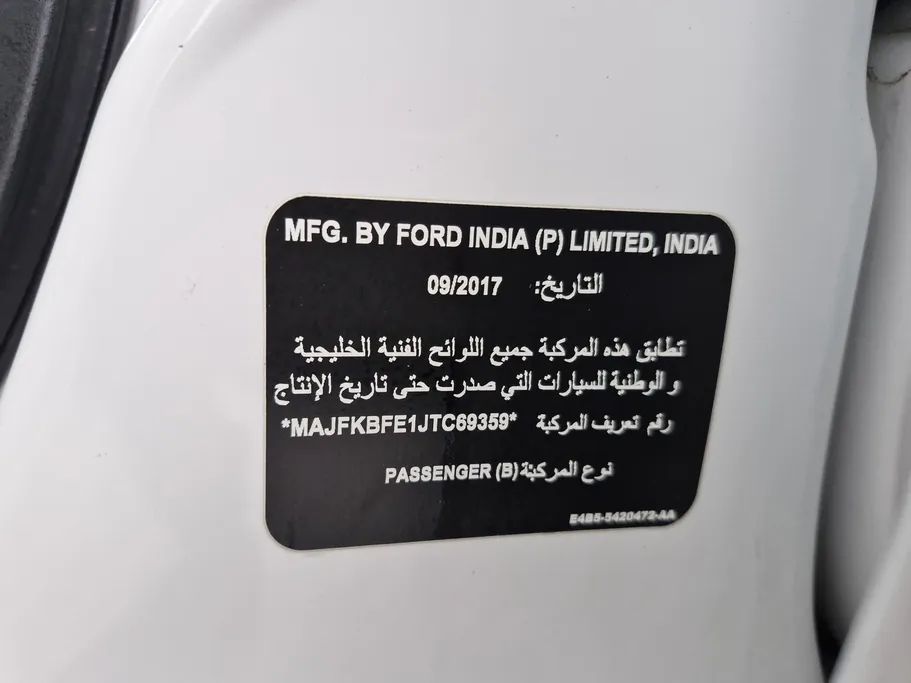 MFG. BY FORD INDIA (P) LIMITED, INDIA
التاريخ: 09/2017
تطابق هذه المركبة جميع اللوائح الفنية الخليجية
و الوطنية للسيارات التي صدرت حتى تاريخ الإنتاج
رقم تعريف المركبة *MAJFKBFE1JTC69359*
نوع المركبة PASSENGER (B)
E4B5-5420472-AA